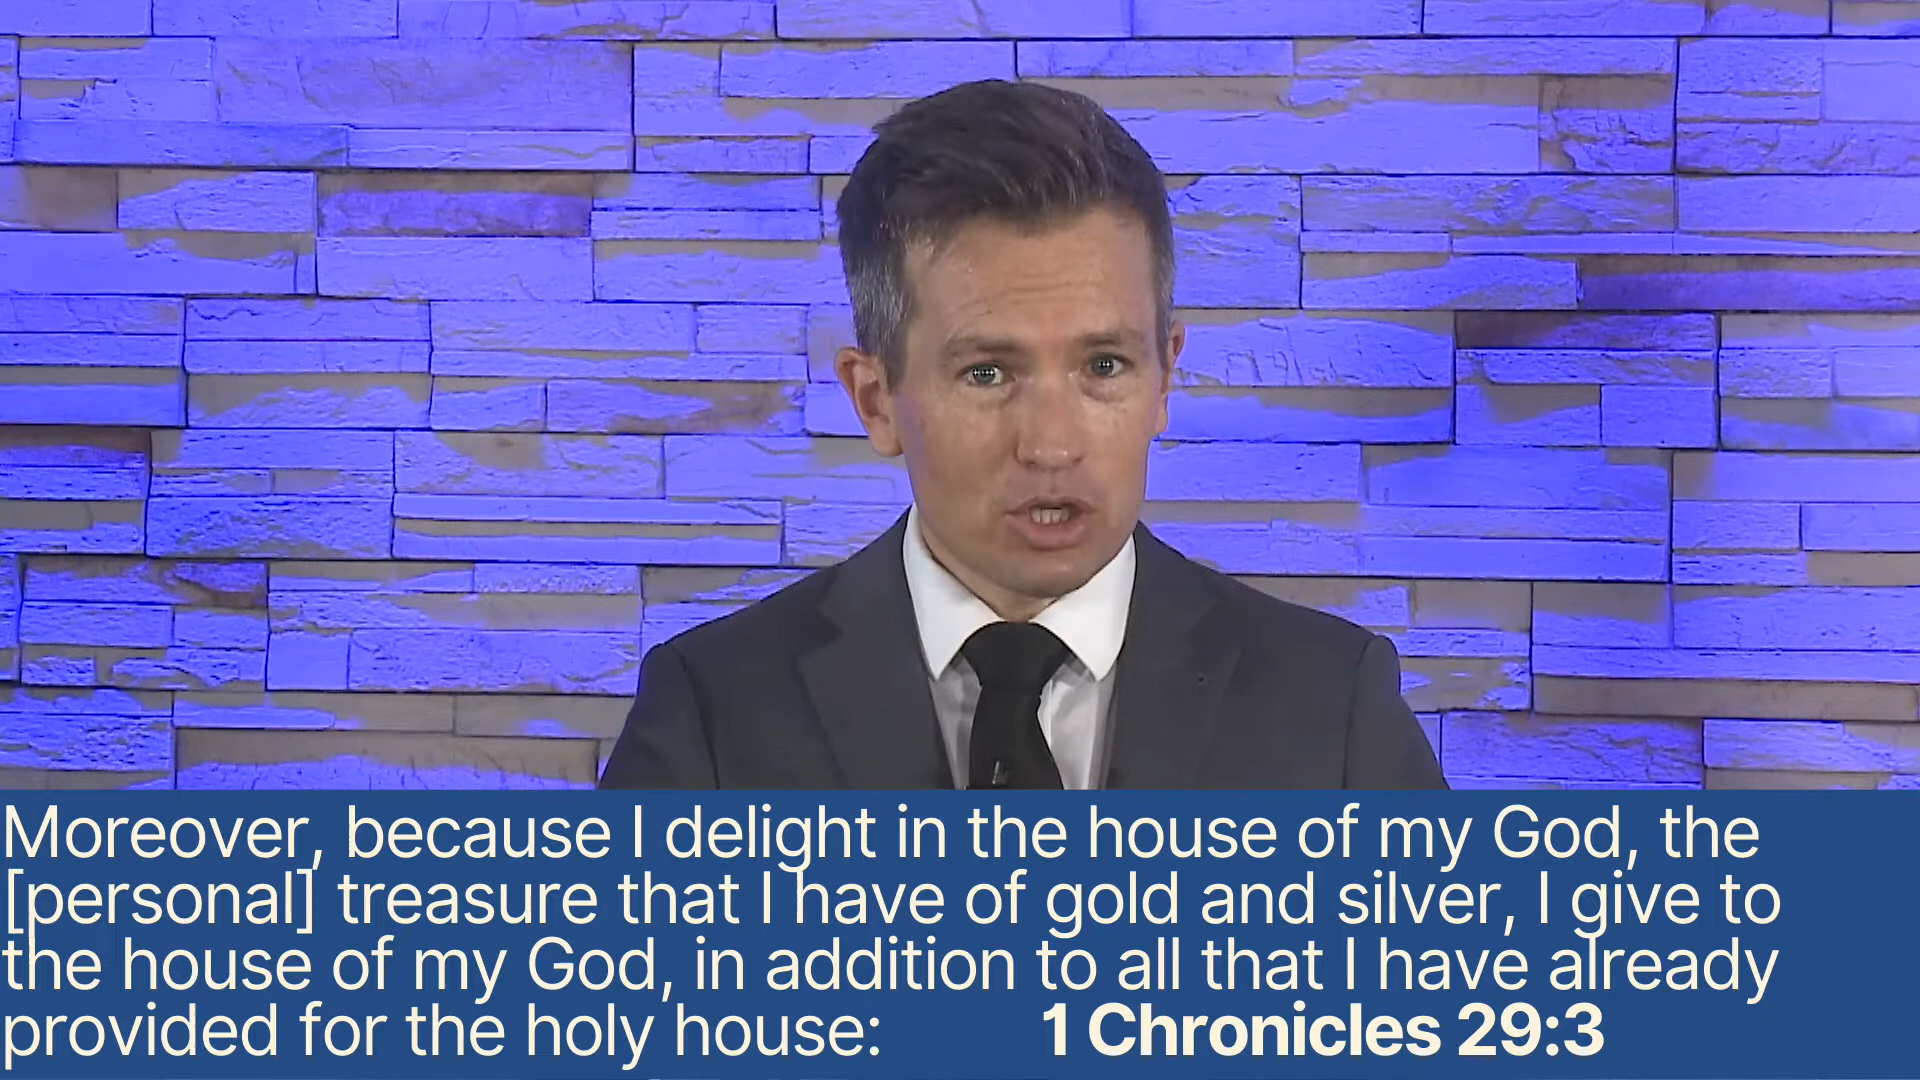 Moreover, because I delight in the house of my God, the
[personal] treasure that I have of gold and silver, I give to
the house of my God, in addition to all that I have already
provided for the holy house: 1 Chronicles 29:3